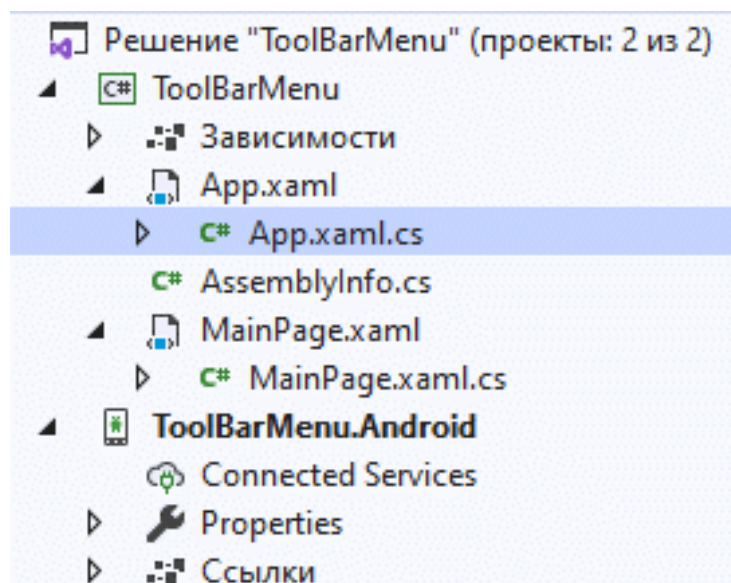 Решение "ToolBarMenu" (проекты: 2 из 2)
C# ToolBarMenu
Зависимости
App.xaml
C# App.xaml.cs
C# AssemblyInfo.cs
MainPage.xaml
C# MainPage.xaml.cs
ToolBarMenu.Android
Connected Services
Properties
Ссылки